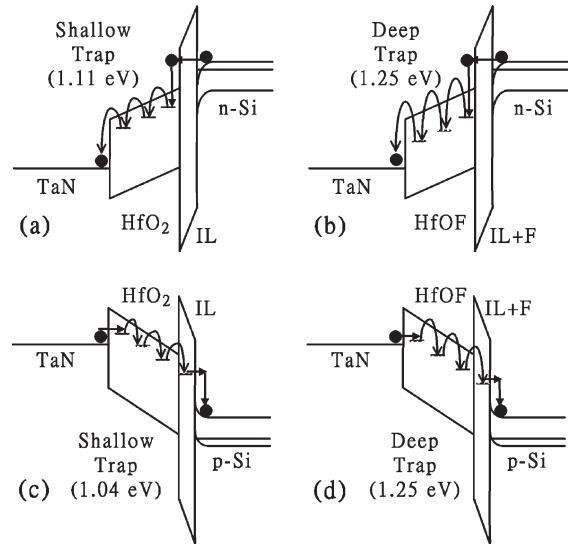 Shallow
Trap
(1.11 eV)
n-Si
TaN
HfO2
IL
(a)
Deep
Trap
(1.25 eV)
n-Si
TaN
HfOF
IL+F
(b)
HfO2
IL
TaN
Shallow
Trap
(1.04 eV)
p-Si
(c)
HfOF
IL+F
TaN
Deep
Trap
(1.25 eV)
p-Si
(d)